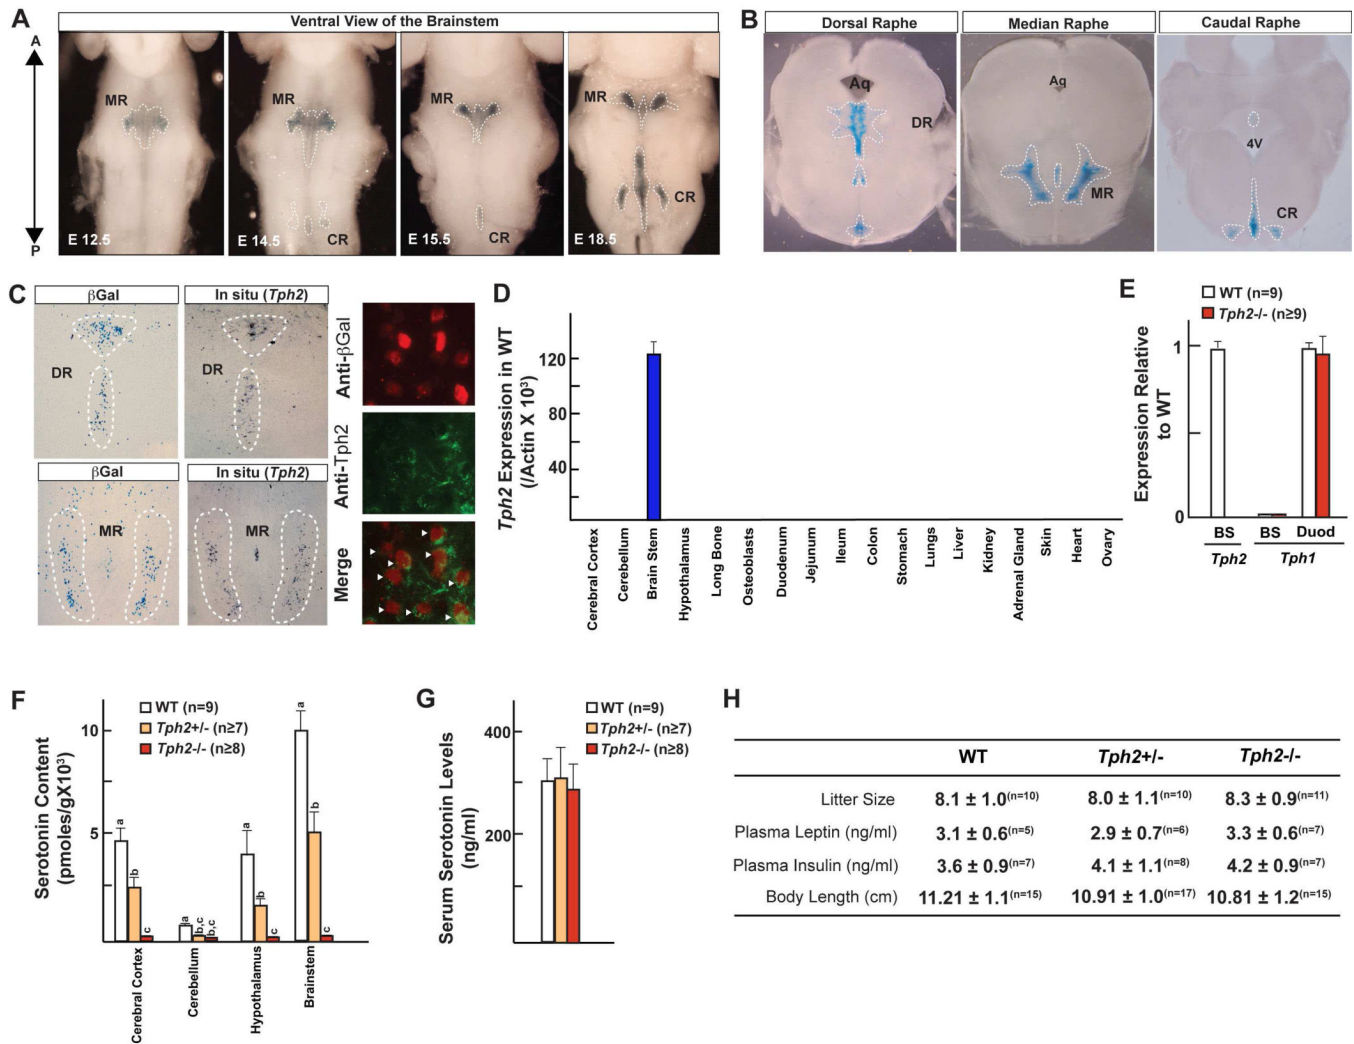 A
Ventral View of the Brainstem
A
P
MR
E 12.5
MR
E 14.5
CR
MR
E 15.5
CR
MR
CR
E 18.5
B
Dorsal Raphe
Median Raphe
Caudal Raphe
Aq
DR
Aq
MR
4V
CR
C
βGal
In situ (Tph2)
DR
βGal
In situ (Tph2)
MR
MR
Anti-βGal
Anti-Tph2
Merge
D
Tph2 Expression in WT
(/Actin X 10³)
120
80
40
Cerebral Cortex
Cerebellum
Brain Stem
Hypothalamus
Long Bone
Osteoblasts
Duodenum
Jejunum
Ileum
Colon
Stomach
Lungs
Liver
Kidney
Adrenal Gland
Skin
Heart
Ovary
E
WT (n=9)
Tph2-/- (n≥9)
Expression Relative
to WT
1
0
BS
BS
Duod
Tph2
Tph1
F
WT (n=9)
Tph2+/- (n≥7)
Tph2-/- (n≥8)
Serotonin Content
(pmoles/gX10³)
10
5
a
b
c
a
b,c
b,c
a
b
c
a
b
c
Cerebral Cortex
Cerebellum
Hypothalamus
Brainstem
G
WT (n=9)
Tph2+/- (n≥7)
Tph2-/- (n≥8)
Serum Serotonin Levels
(ng/ml)
400
200
H
WT Tph2+/- Tph2-/-
Litter Size 8.1 ± 1.0(n=10) 8.0 ± 1.1(n=10) 8.3 ± 0.9(n=11)
Plasma Leptin (ng/ml) 3.1 ± 0.6(n=5) 2.9 ± 0.7(n=6) 3.3 ± 0.6(n=7)
Plasma Insulin (ng/ml) 3.6 ± 0.9(n=7) 4.1 ± 1.1(n=8) 4.2 ± 0.9(n=7)
Body Length (cm) 11.21 ± 1.1(n=15) 10.91 ± 1.0(n=17) 10.81 ± 1.2(n=15)